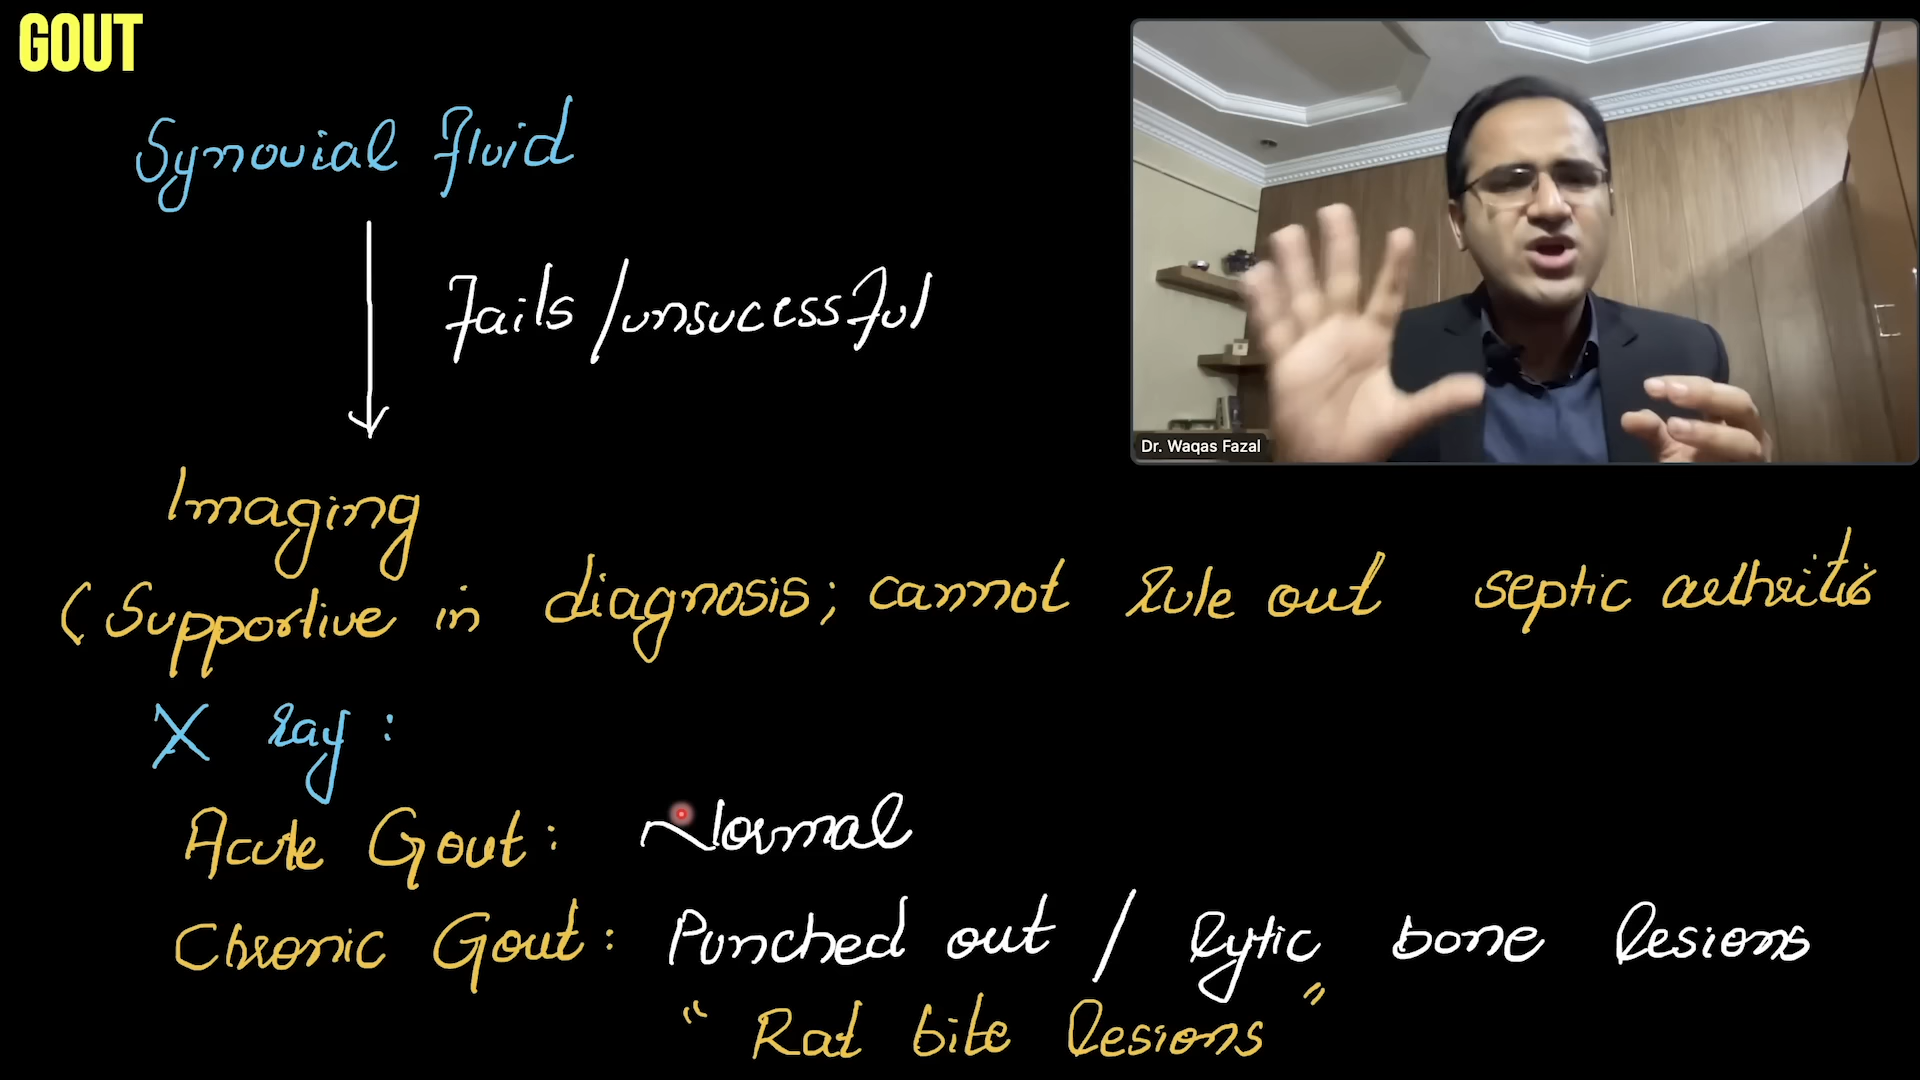 GOUT
Synovial fluid
Fails / unsucessful
Dr. Waqas Fazal
Imaging
(Supportive in diagnosis; cannot rule out septic arthritis
X ray :
Acute Gout : Normal
Chronic Gout : Punched out / lytic bone lesions
" Rat bite lesions "